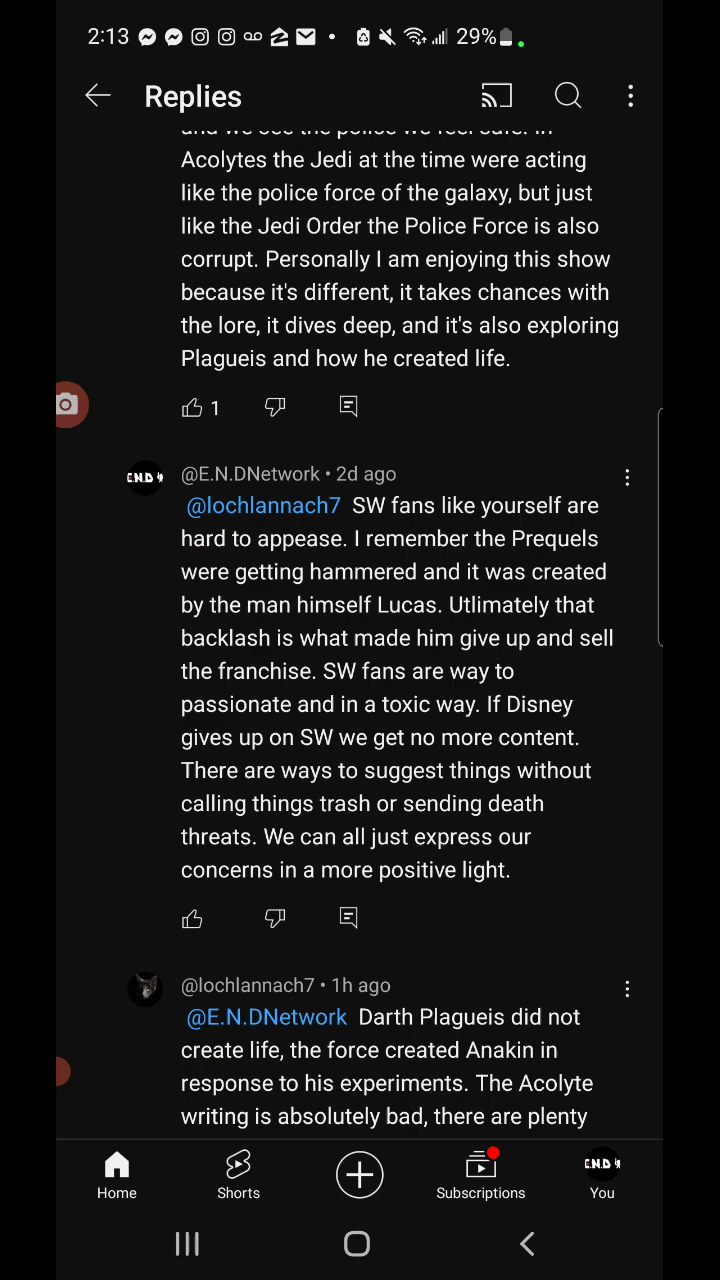 2:13
29%
Replies
and we see the police we feel safe. In
Acolytes the Jedi at the time were acting
like the police force of the galaxy, but just
like the Jedi Order the Police Force is also
corrupt. Personally I am enjoying this show
because it's different, it takes chances with
the lore, it dives deep, and it's also exploring
Plagueis and how he created life.
1
@E.N.DNetwork • 2d ago
@lochlannach7 SW fans like yourself are
hard to appease. I remember the Prequels
were getting hammered and it was created
by the man himself Lucas. Utlimately that
backlash is what made him give up and sell
the franchise. SW fans are way to
passionate and in a toxic way. If Disney
gives up on SW we get no more content.
There are ways to suggest things without
calling things trash or sending death
threats. We can all just express our
concerns in a more positive light.
@lochlannach7 • 1h ago
@E.N.DNetwork Darth Plagueis did not
create life, the force created Anakin in
response to his experiments. The Acolyte
writing is absolutely bad, there are plenty
Home
Shorts
Subscriptions
You